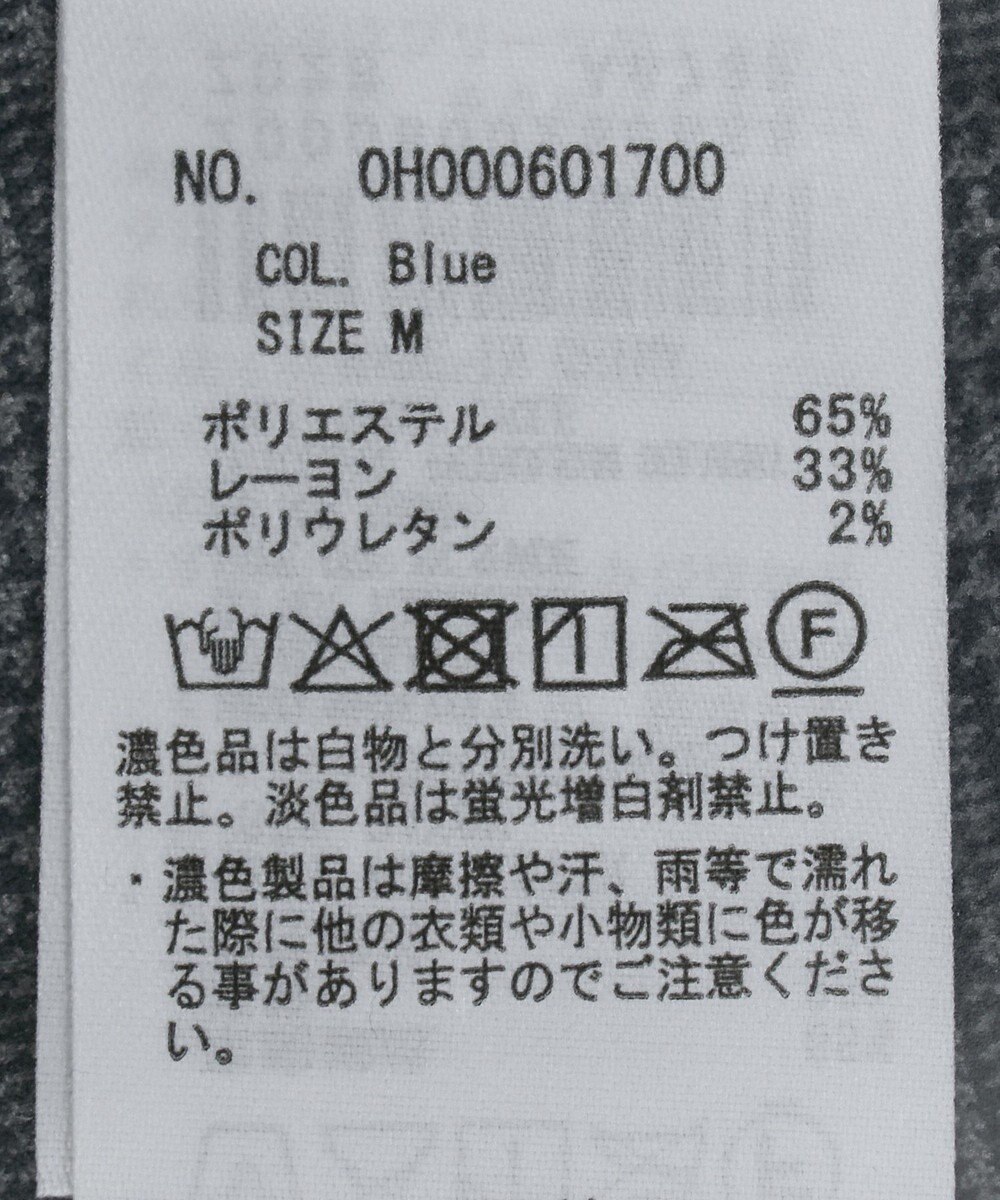 NO. OH000601700
COL. Blue
SIZE M
ポリエステル 65%
レーヨン 33%
ポリウレタン 2%
F
濃色品は白物と分別洗い。つけ置き
禁止。淡色品は蛍光増白剤禁止。
・濃色製品は摩擦や汗、雨等で濡れ
た際に他の衣類や小物類に色が移
る事がありますのでご注意くださ
い。